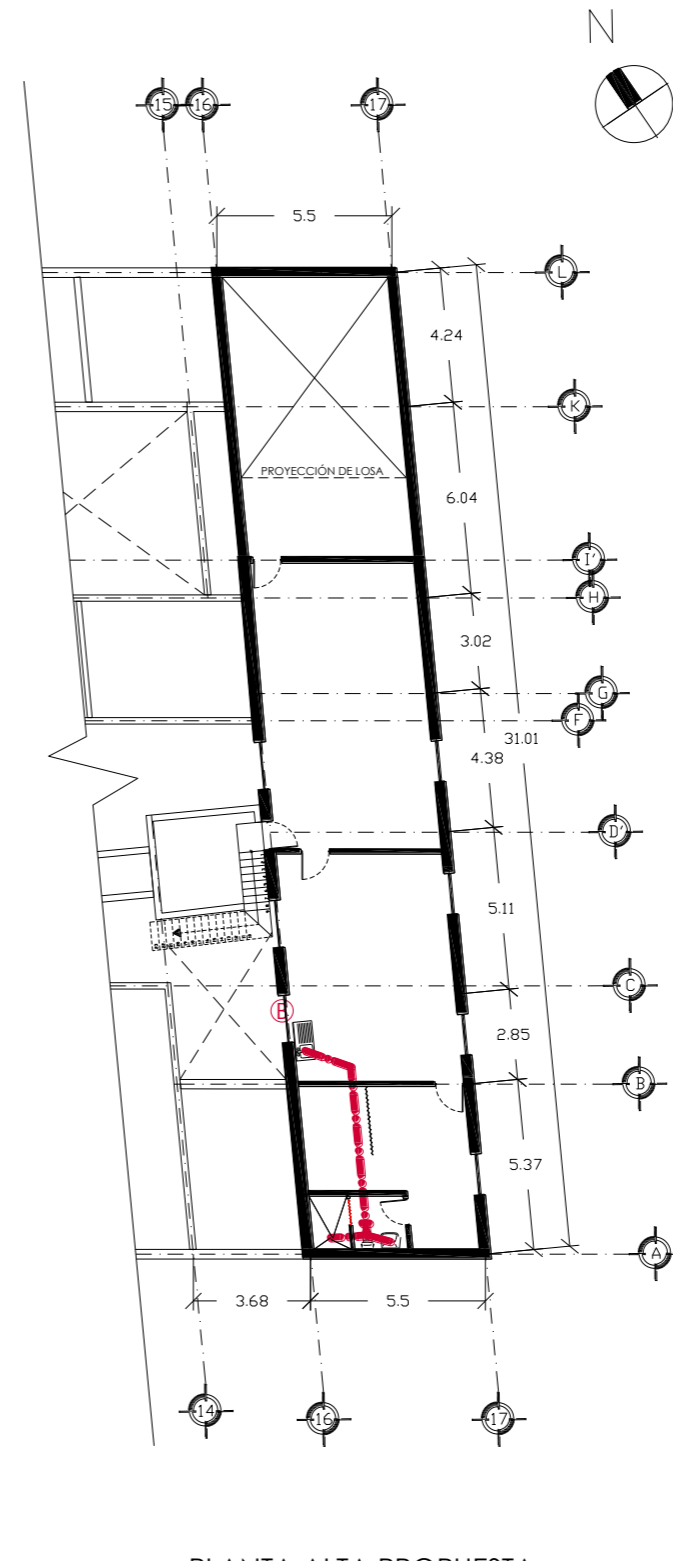 N
15 16 17
5.5
L
4.24
K
PROYECCIÓN DE LOSA
6.04
I'
H
3.02
G
F
31.01
4.38
D'
5.11
C
B
2.85
B
5.37
A
3.68 5.5
14 16 17
PLANTA ALTA PROPUESTA